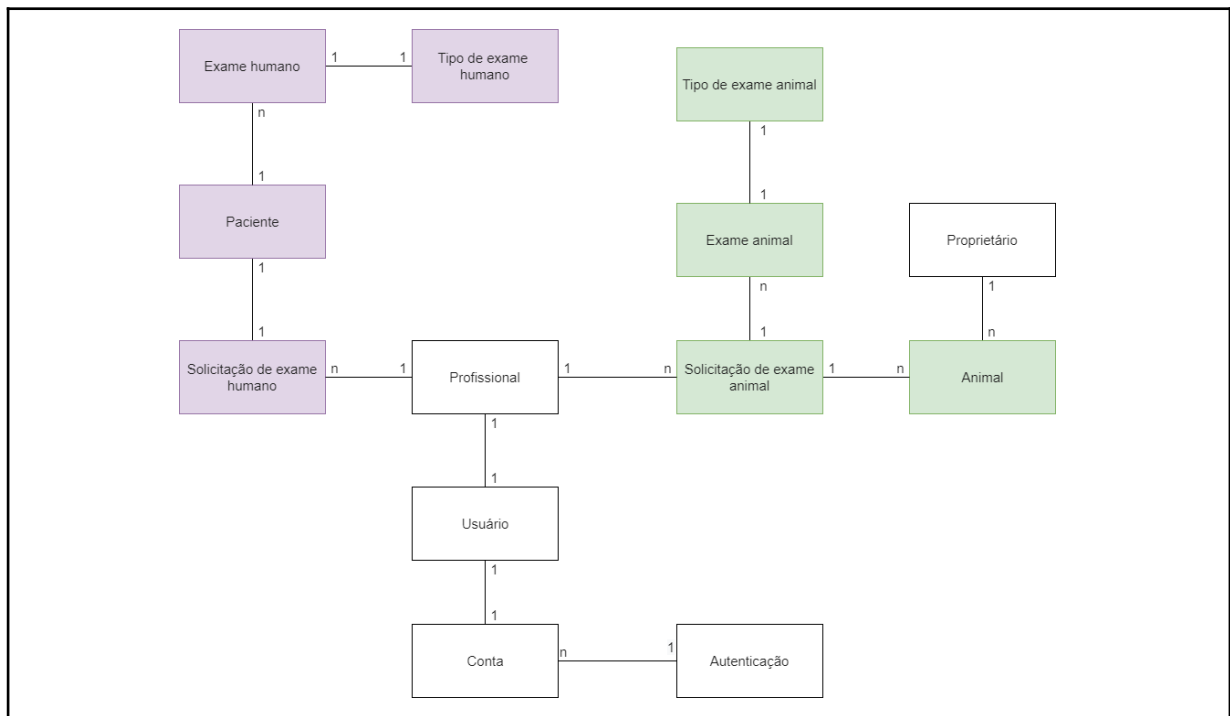 Exame humano
1
1
Tipo de exame
humano
n
1
Paciente
1
1
Solicitação de exame
humano
n
1
Profissional
1
n
Solicitação de exame
animal
1
n
Animal
Tipo de exame animal
1
1
Exame animal
n
1
Proprietário
1
n
1
1
Usuário
1
1
Conta
n
1
Autenticação